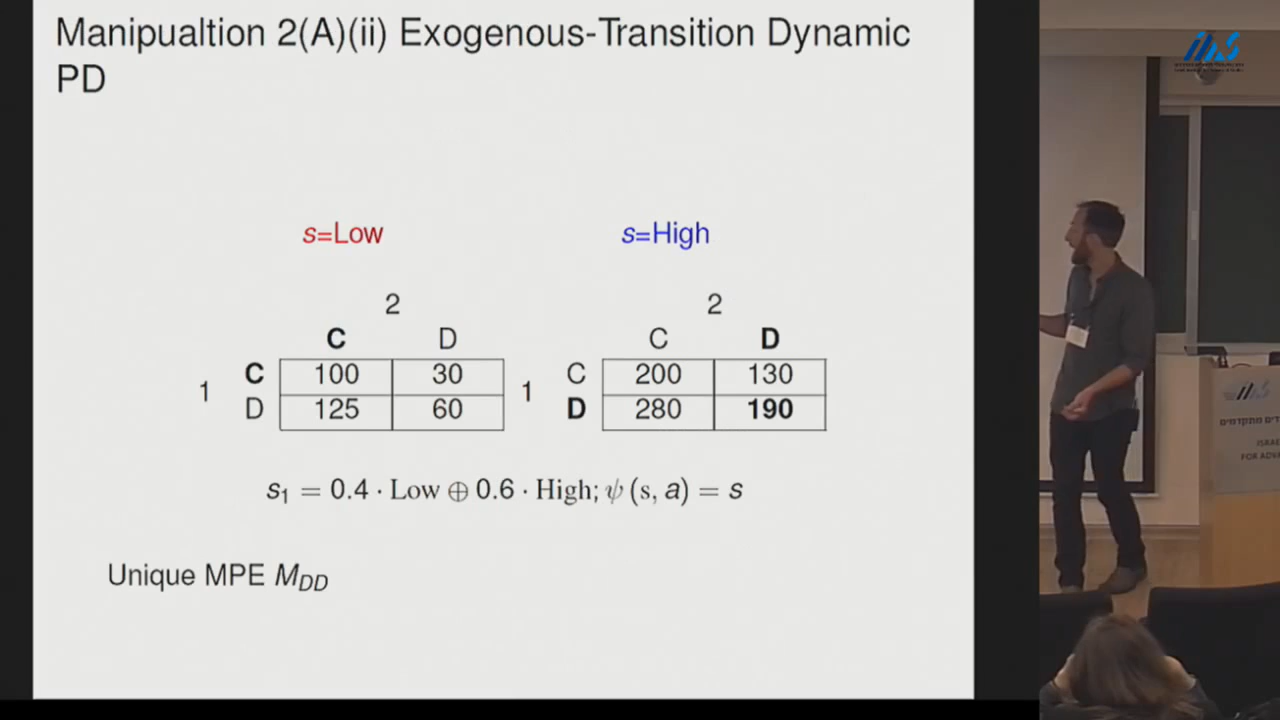 Manipualtion 2(A)(ii) Exogenous-Transition Dynamic
PD
s=Low
s=High
2
2
C D
C D
1 C 100 30
D 125 60
1 C 200 130
D 280 190
s₁ = 0.4 · Low ⊕ 0.6 · High; ψ (s, a) = s
Unique MPE M_DD